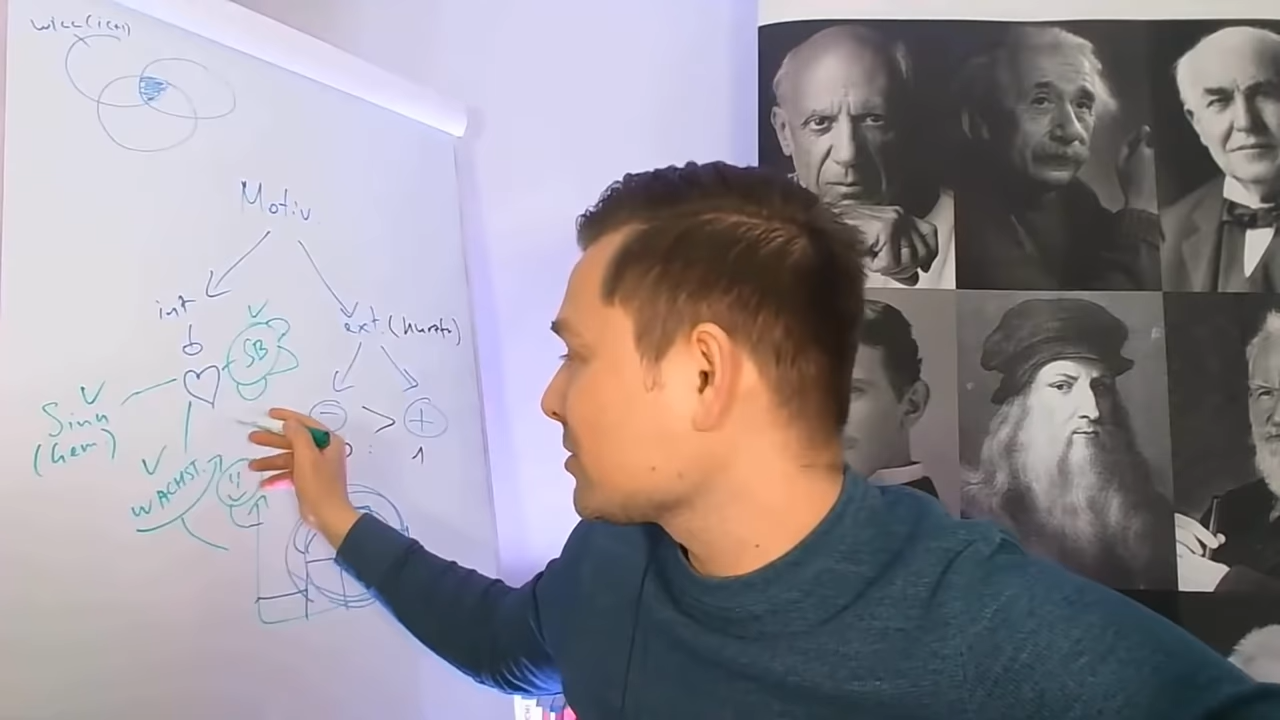 Motiv
int
ext. (kurzfr)
SB
Sinn
(Gem.)
- > +
1
WACHST.